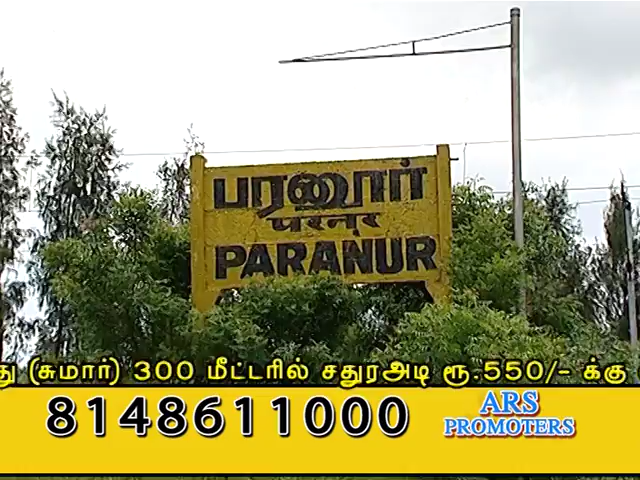 பரனூர்
परनूर
PARANUR
து (சுமார்) 300 மீட்டரில் சதுரஅடி ரூ.550/- க்கு
8148611000
ARS
PROMOTERS